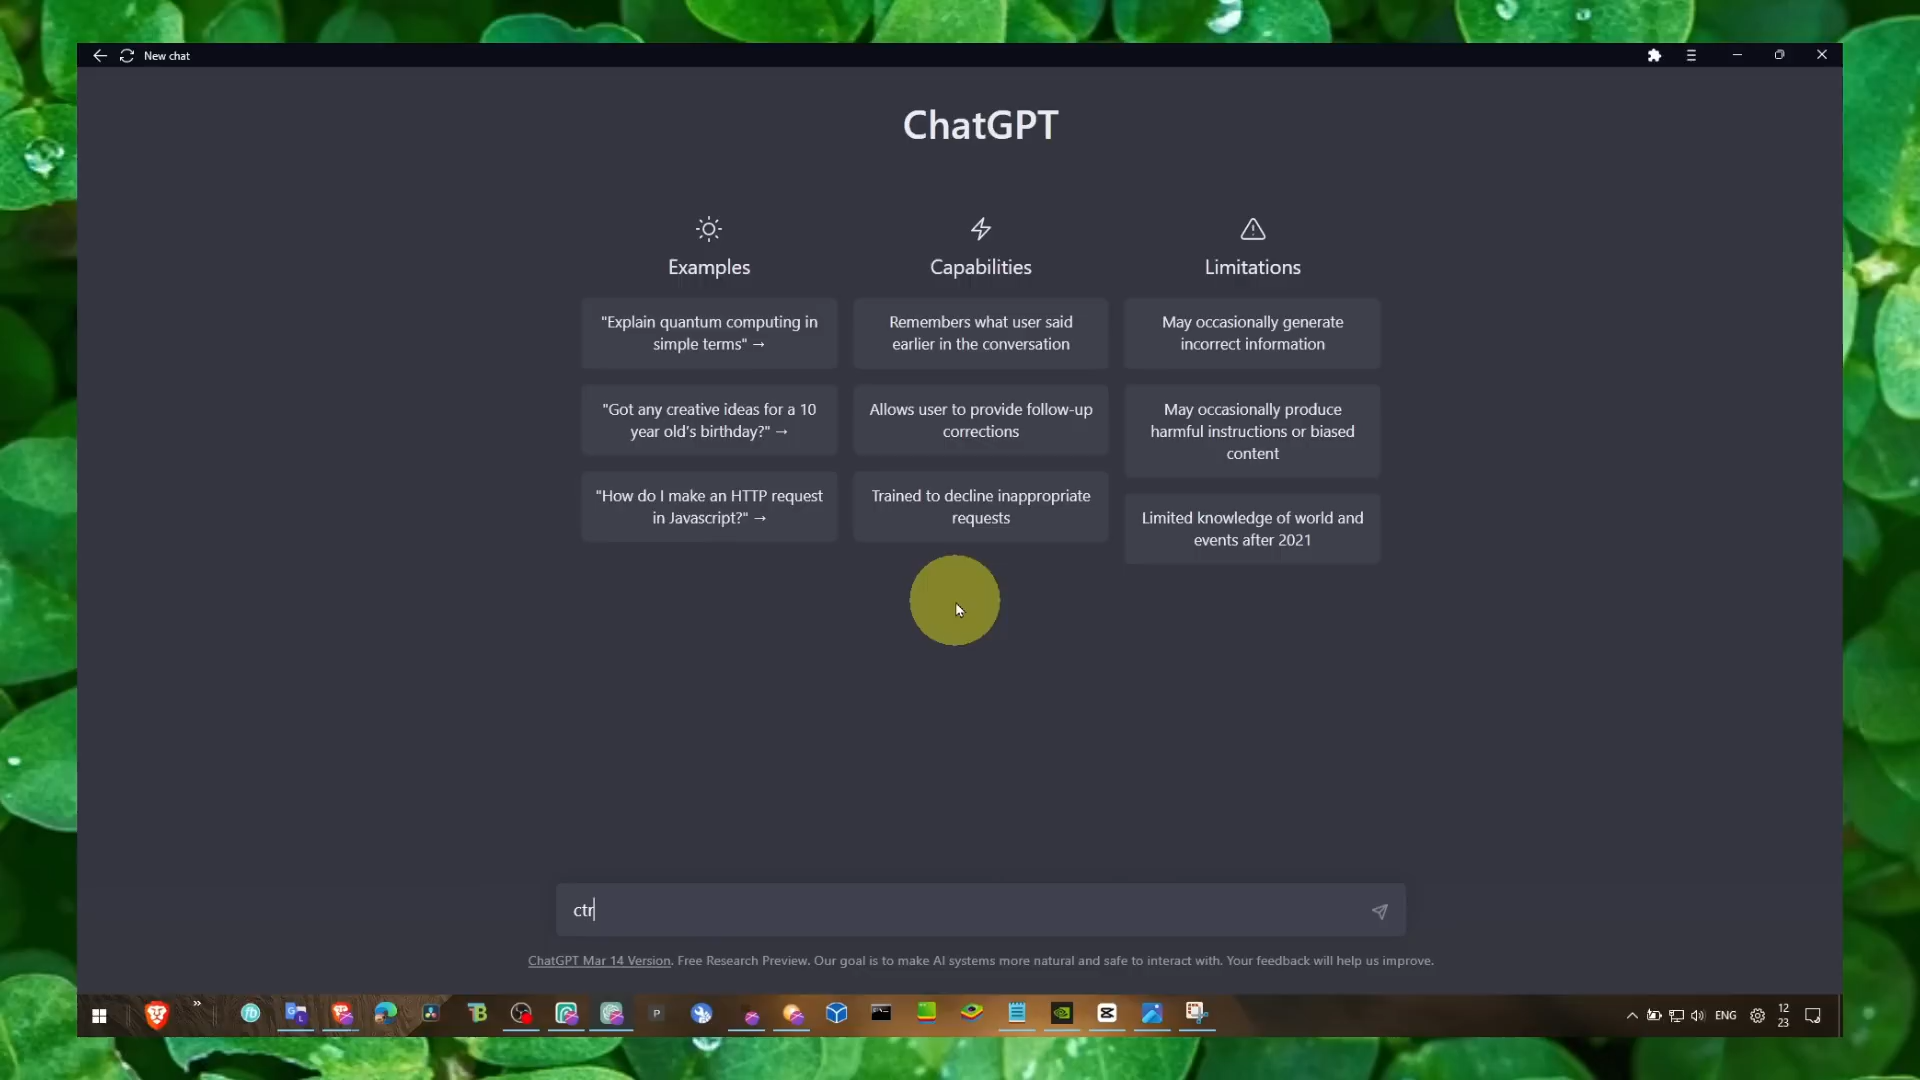 New chat
ChatGPT
Examples
Capabilities
Limitations
"Explain quantum computing in
simple terms" →
Remembers what user said
earlier in the conversation
May occasionally generate
incorrect information
"Got any creative ideas for a 10
year old's birthday?" →
Allows user to provide follow-up
corrections
May occasionally produce
harmful instructions or biased
content
"How do I make an HTTP request
in Javascript?" →
Trained to decline inappropriate
requests
Limited knowledge of world and
events after 2021
ctr
ChatGPT Mar 14 Version. Free Research Preview. Our goal is to make AI systems more natural and safe to interact with. Your feedback will help us improve.
ENG
12
23